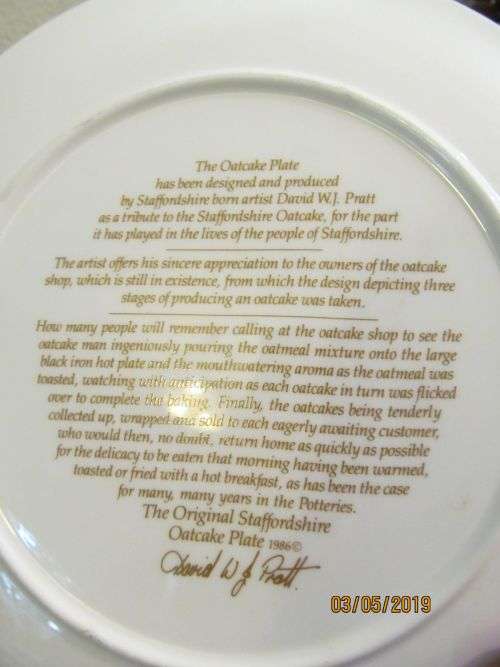 The Oatcake Plate
has been designed and produced
by Staffordshire born artist David W.J. Pratt
as a tribute to the Staffordshire Oatcake, for the part
it has played in the lives of the people of Staffordshire.
The artist offers his sincere appreciation to the owners of the oatcake
shop, which is still in existence, from which the design depicting three
stages of producing an oatcake was taken.
How many people will remember calling at the oatcake shop to see the
oatcake man ingeniously pouring the oatmeal mixture onto the large
black iron hot plate and the mouthwatering aroma as the oatmeal was
toasted, watching with anticipation as each oatcake in turn was flicked
over to complete the baking. Finally, the oatcakes being tenderly
collected up, wrapped and sold to each eagerly awaiting customer,
who would then, no doubt, return home as quickly as possible
for the delicacy to be eaten that morning having been warmed,
toasted or fried with a hot breakfast, as has been the case
for many, many years in the Potteries.
The Original Staffordshire
Oatcake Plate 1986©
David W J Pratt.
03/05/2019